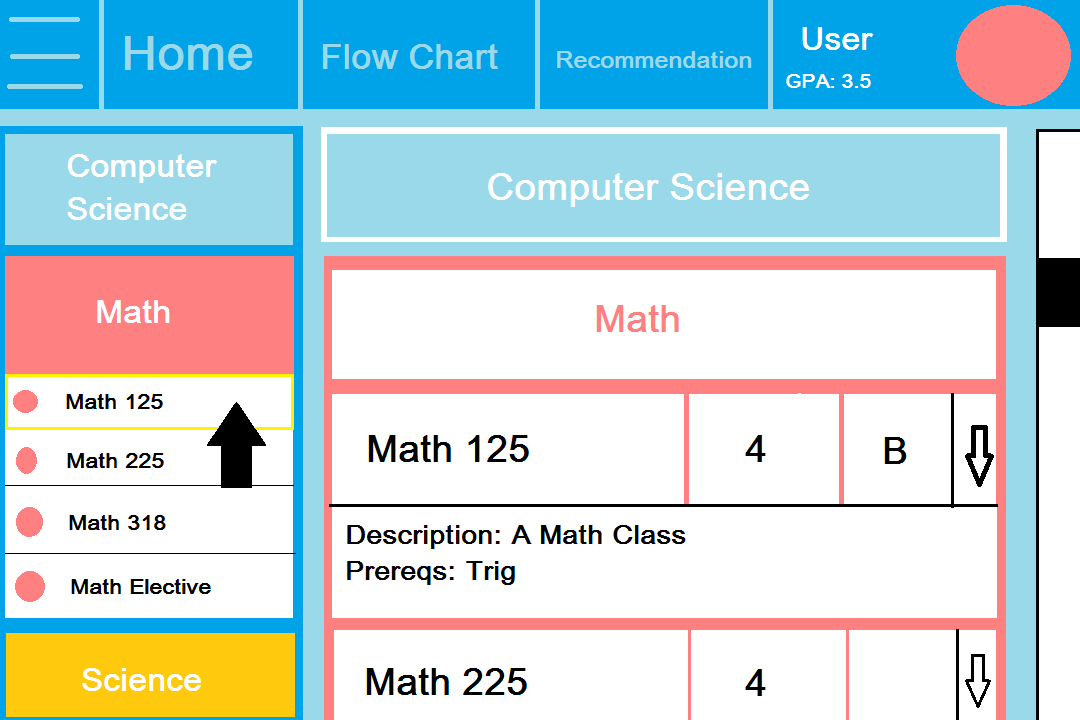 Home
Flow Chart
Recommendation
User
GPA: 3.5
Computer
Science
Math
Math 125
Math 225
Math 318
Math Elective
Science
Computer Science
Math
Math 125 4 B
Description: A Math Class
Prereqs: Trig
Math 225 4